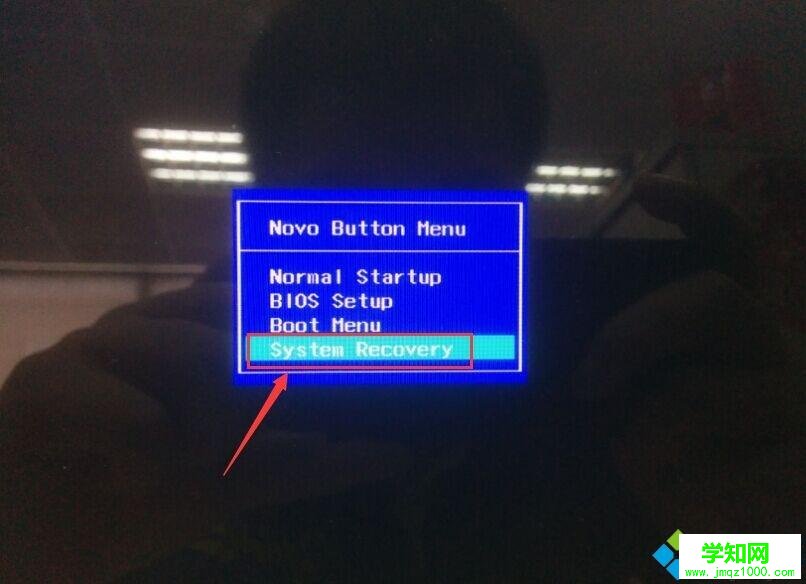 Novo Button Menu
Normal Startup
BIOS Setup
Boot Menu
System Recovery
学知网
www.jmqz1000.com